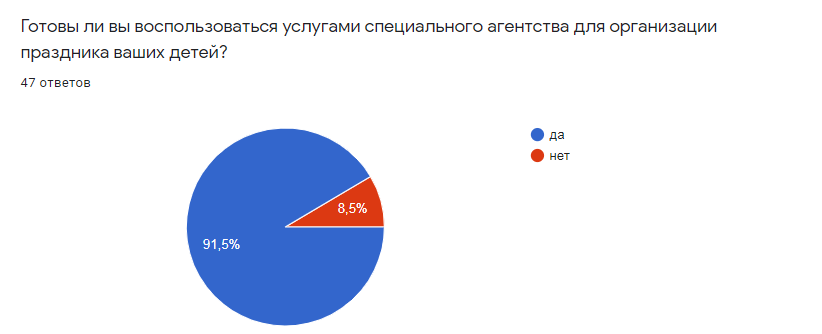 Готовы ли вы воспользоваться услугами специального агентства для организации
праздника ваших детей?
47 ответов
да
нет
8,5%
91,5%